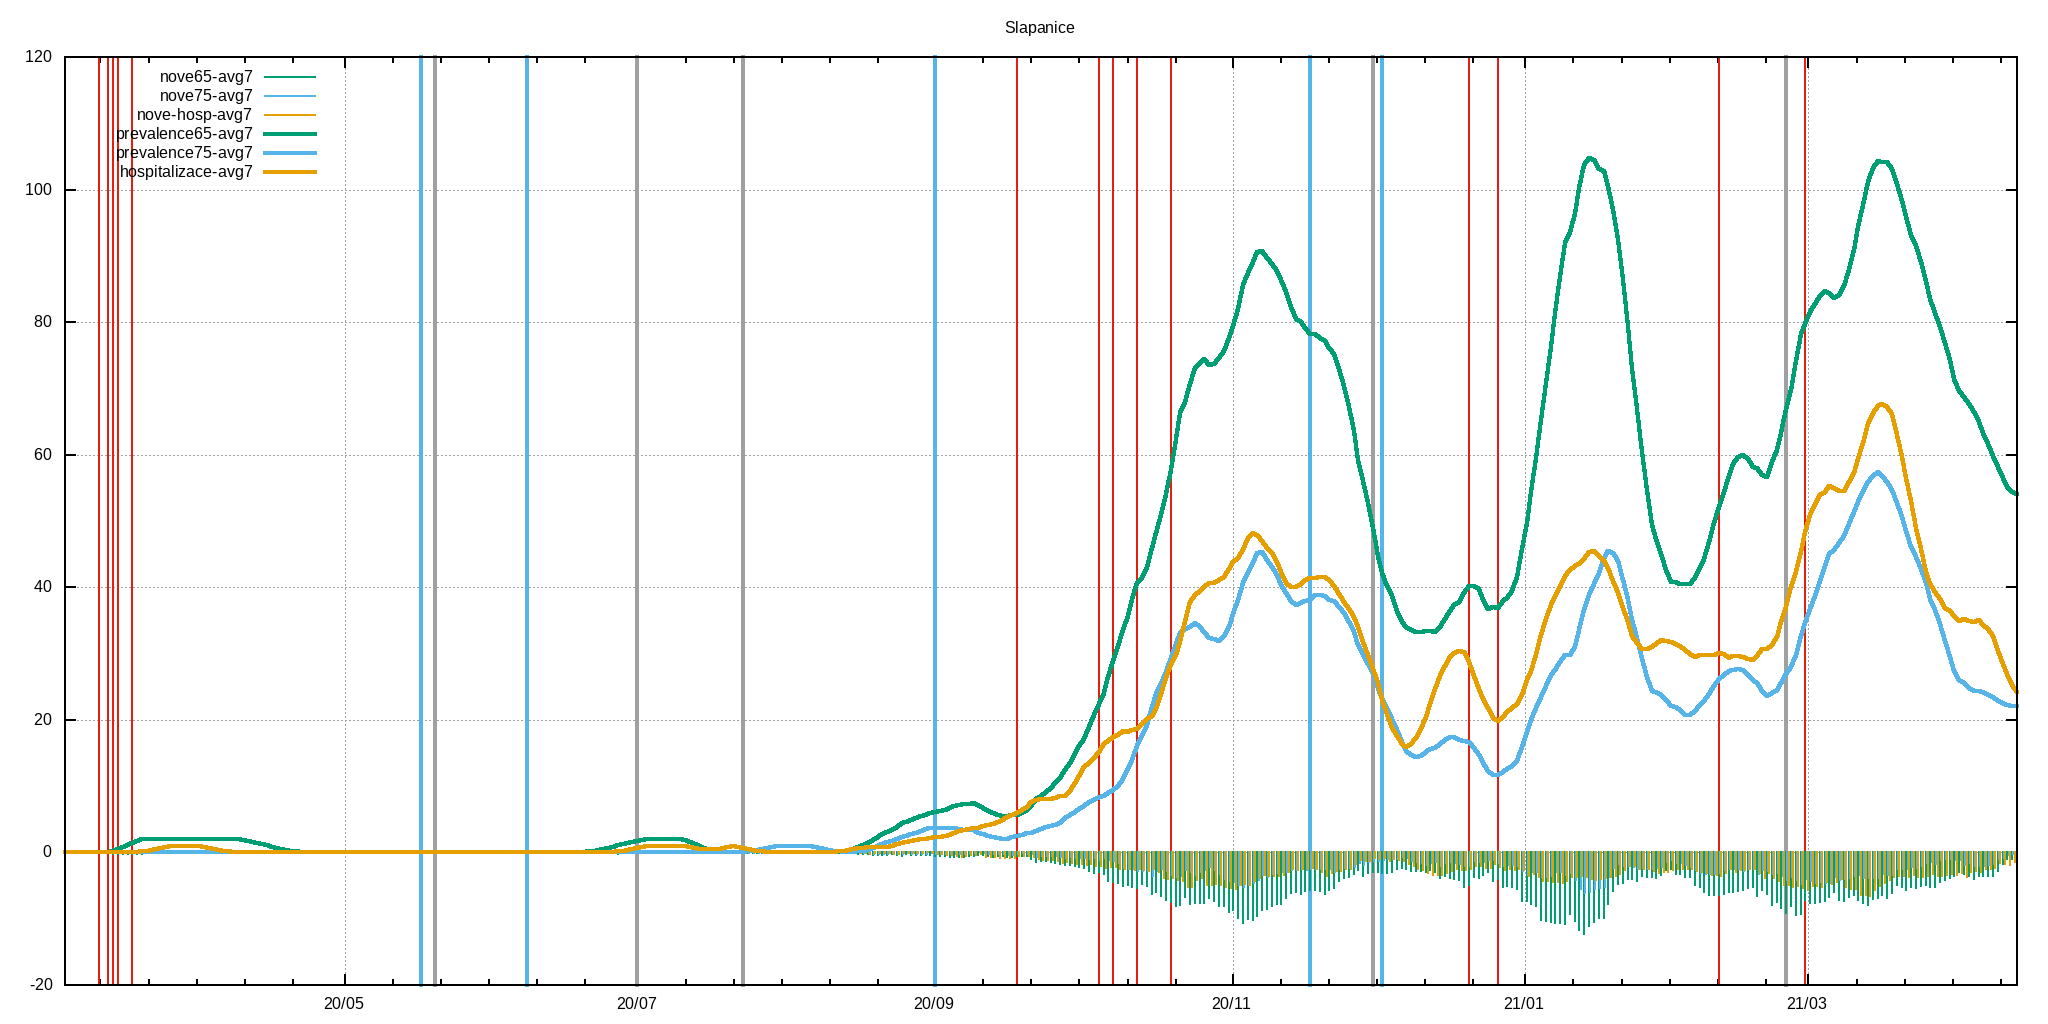 Slapanice
120
100
80
60
40
20
0
-20
nove65-avg7
nove75-avg7
nove-hosp-avg7
prevalence65-avg7
prevalence75-avg7
hospitalizace-avg7
20/05 20/07 20/09 20/11 21/01 21/03